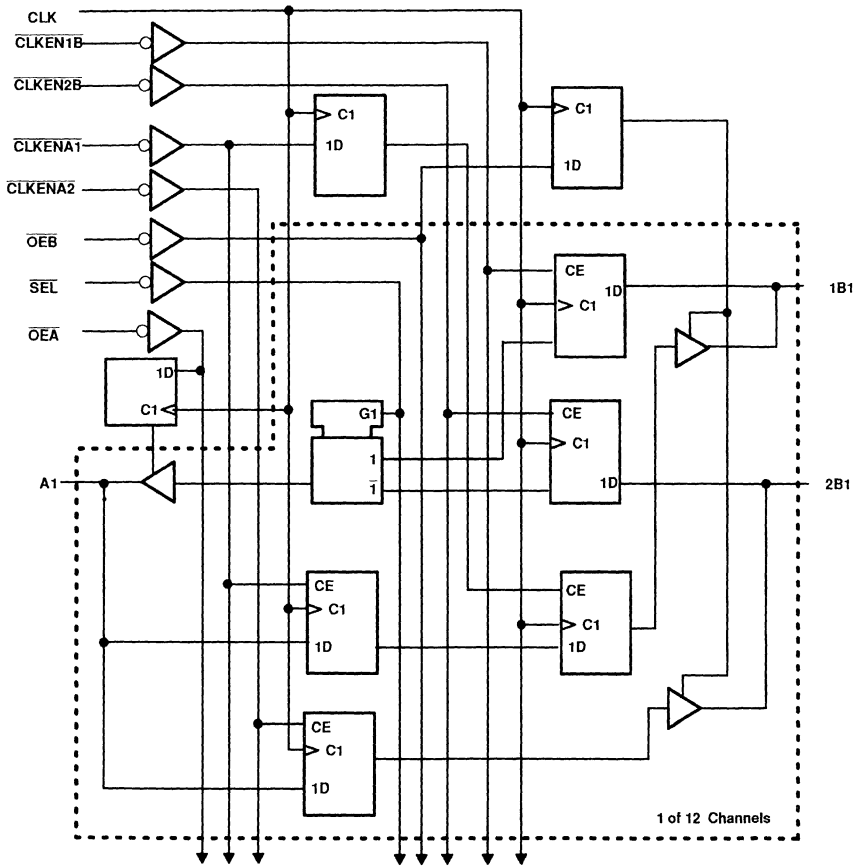 CLK
CLKEN1B
CLKEN2B
C1
C1
CLKENA1
1D
1D
CLKENA2
OEB
CE
SEL
1D
1B1
C1
OEA
1D
C1
G1
CE
C1
1
A1
1D
2B1
1
CE
CE
C1
C1
1D
1D
CE
C1
1D
1 of 12 Channels